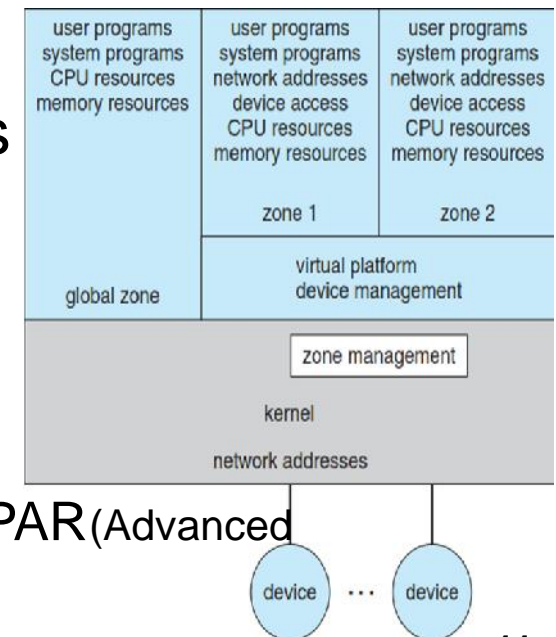 user programs
system programs
CPU resources
memory resources
global zone
user programs
system programs
network addresses
device access
CPU resources
memory resources
zone 1
user programs
system programs
network addresses
device access
CPU resources
memory resources
zone 2
virtual platform
device management
zone management
kernel
network addresses
PAR (Advanced
device
...
device